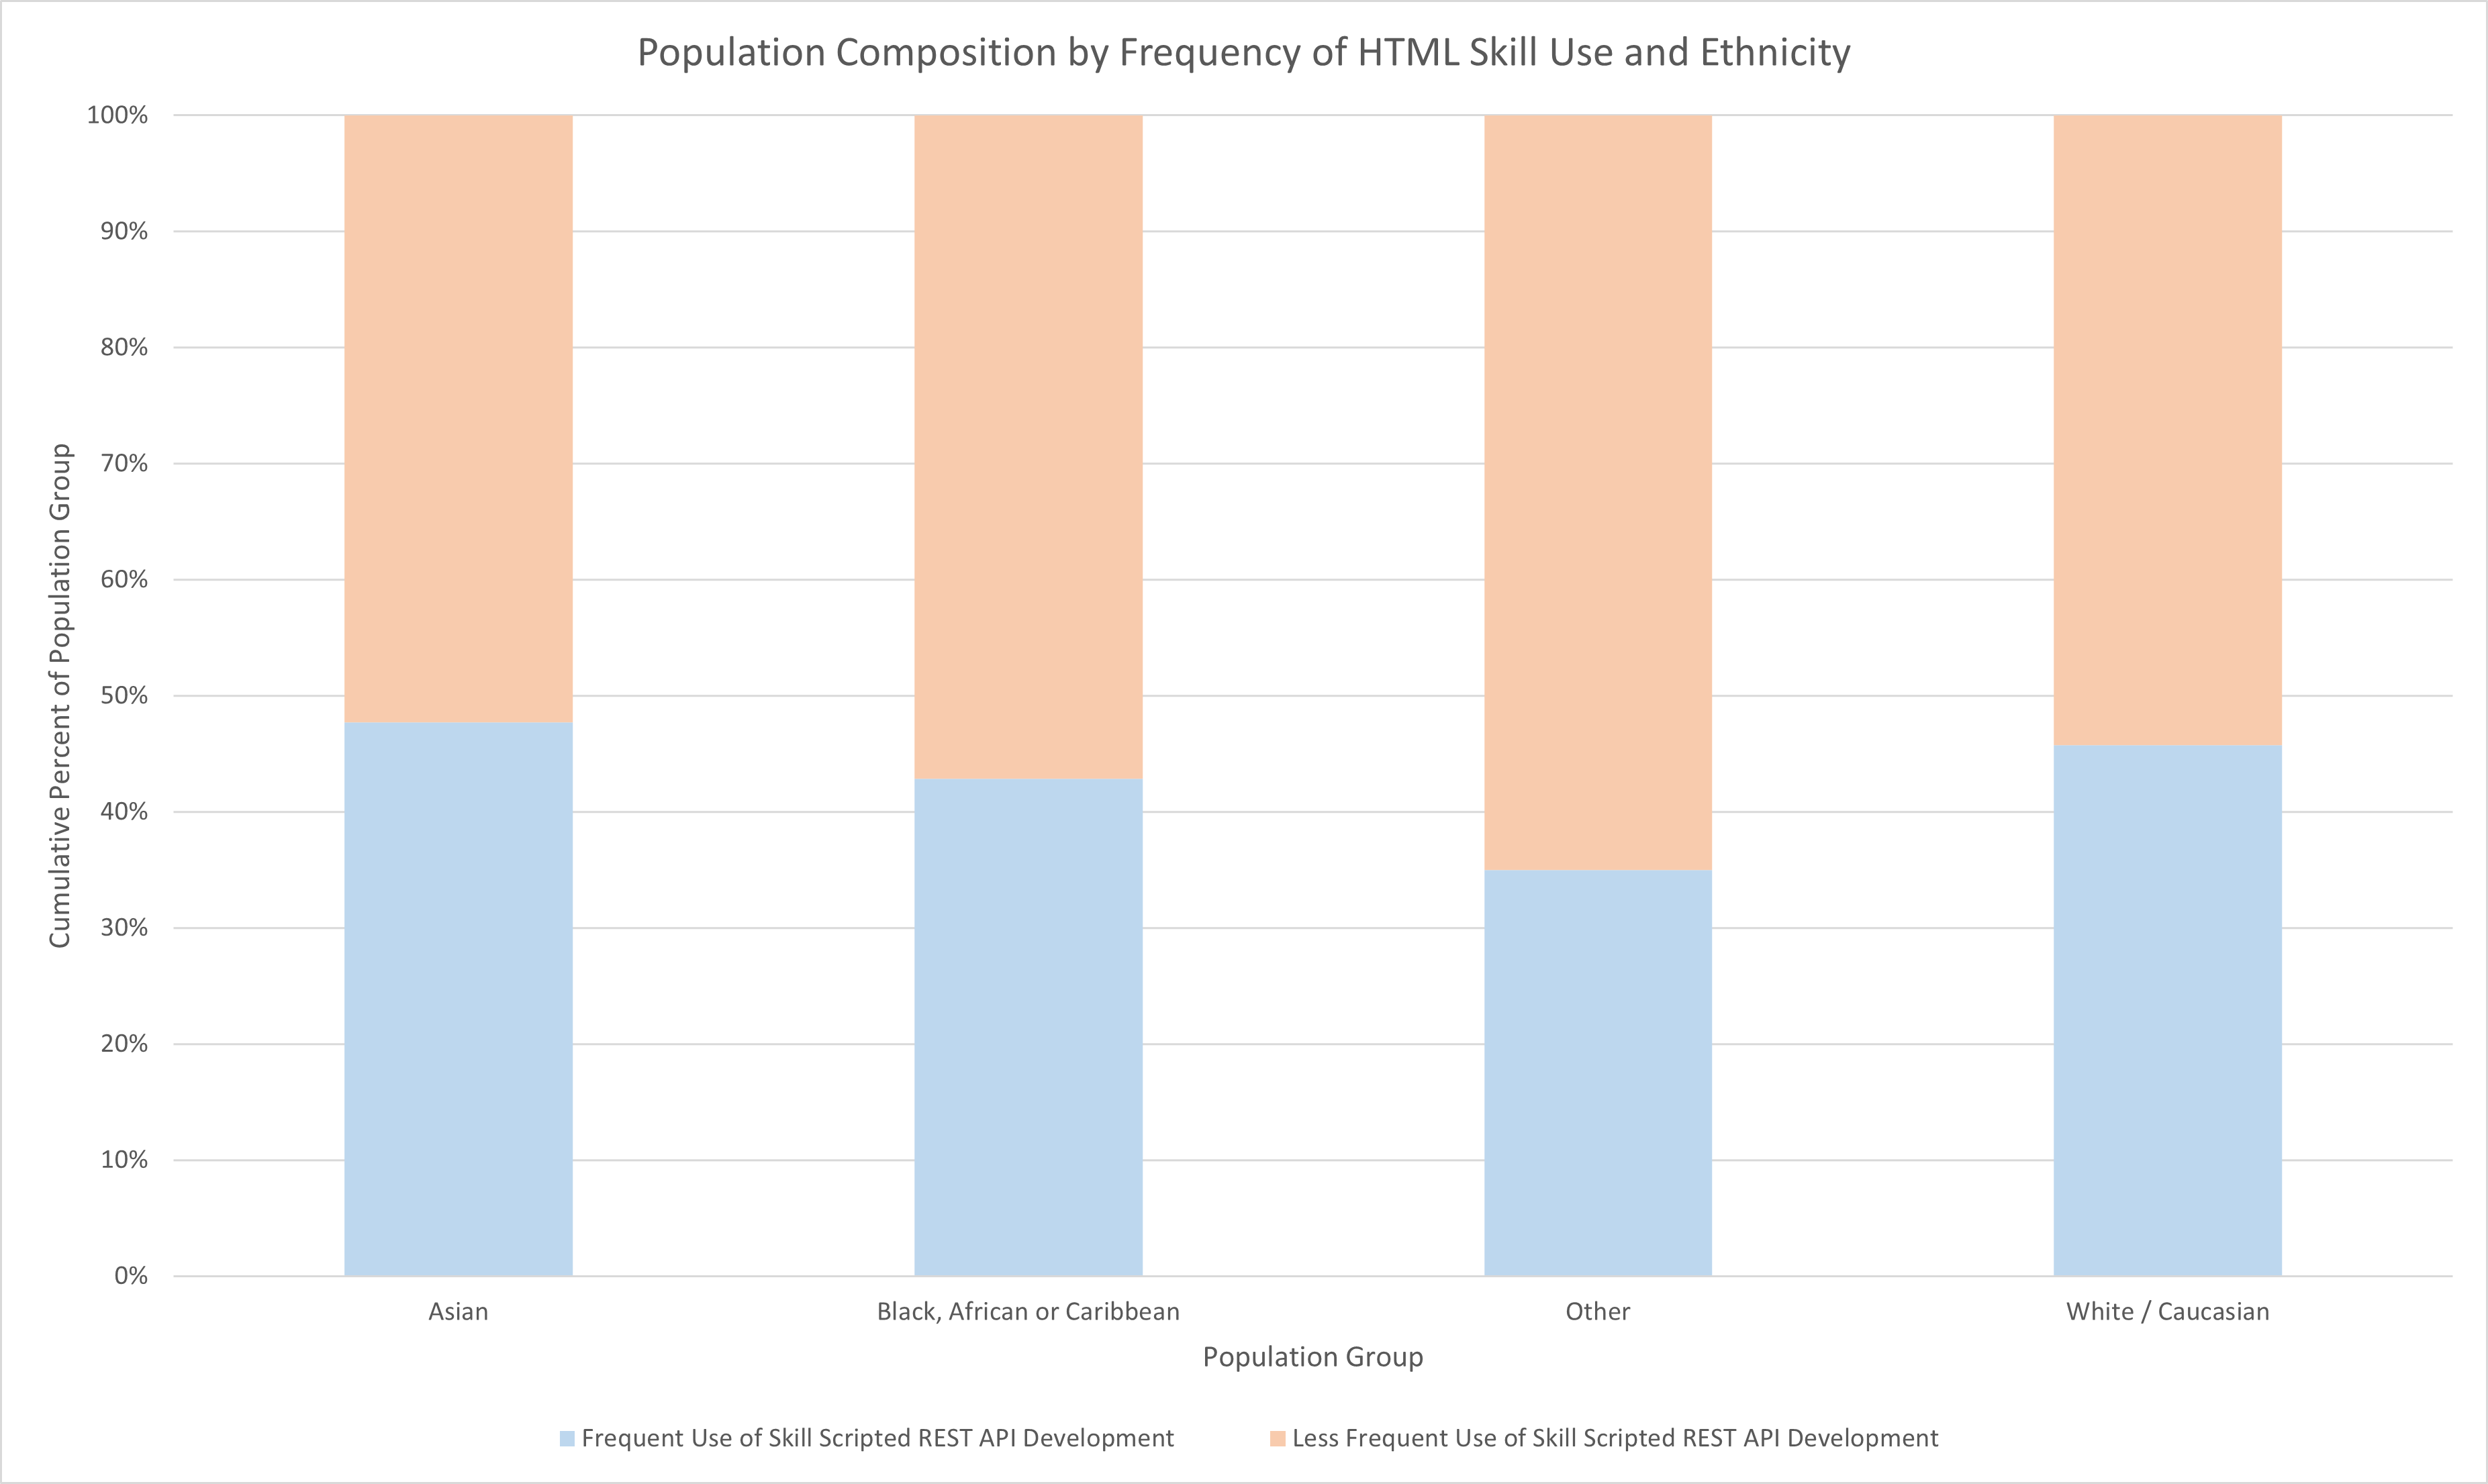 Population Composition by Frequency of HTML Skill Use and Ethnicity
100%
90%
80%
70%
60%
50%
40%
30%
20%
10%
0%
Cumulative Percent of Population Group
Asian
Black, African or Caribbean
Other
White / Caucasian
Population Group
Frequent Use of Skill Scripted REST API Development
Less Frequent Use of Skill Scripted REST API Development